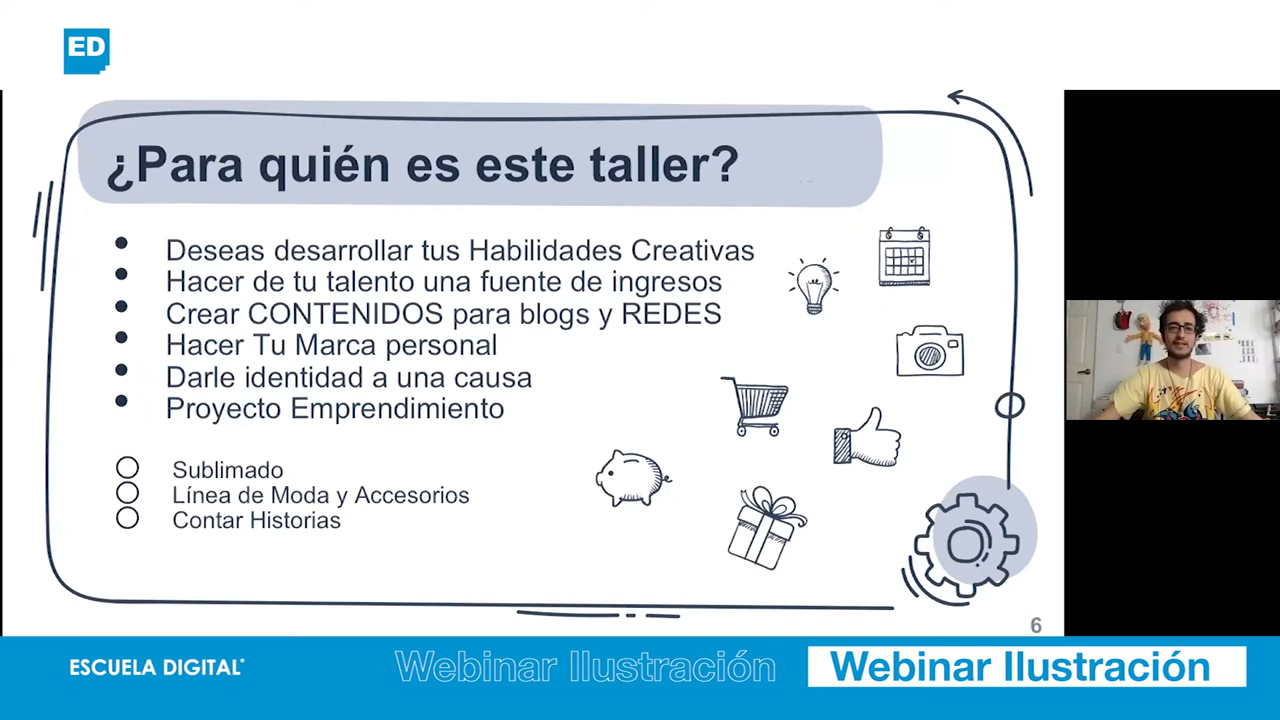 ED
¿Para quién es este taller?
Deseas desarrollar tus Habilidades Creativas
Hacer de tu talento una fuente de ingresos
Crear CONTENIDOS para blogs y REDES
Hacer Tu Marca personal
Darle identidad a una causa
Proyecto Emprendimiento
Sublimado
Línea de Moda y Accesorios
Contar Historias
6
ESCUELA DIGITAL
Webinar Ilustración
Webinar Ilustración